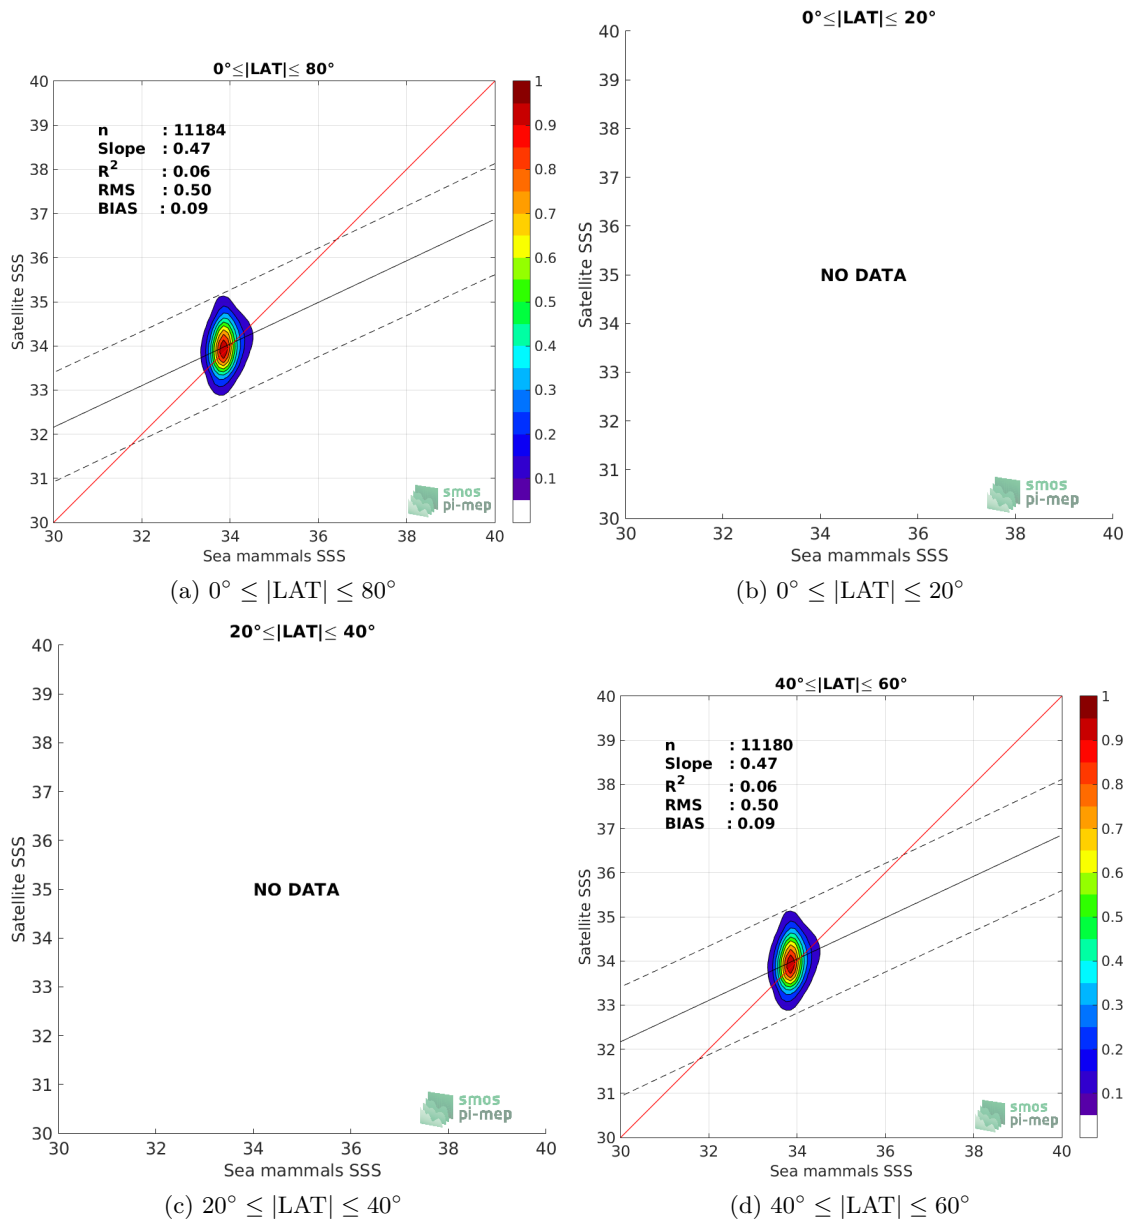 0°≤|LAT|≤ 80°
n : 11184
Slope : 0.47
R2 : 0.06
RMS : 0.50
BIAS : 0.09
40
39
38
37
36
35
34
33
32
31
30
30 32 34 36 38 40
Satellite SSS
Sea mammals SSS
1
0.9
0.8
0.7
0.6
0.5
0.4
0.3
0.2
0.1
smos
pi-mep
(a) 0° ≤ |LAT| ≤ 80°
0°≤|LAT|≤ 20°
40
39
38
37
36
35
34
33
32
31
30
30 32 34 36 38 40
Satellite SSS
NO DATA
Sea mammals SSS
smos
pi-mep
(b) 0° ≤ |LAT| ≤ 20°
20°≤|LAT|≤ 40°
40
39
38
37
36
35
34
33
32
31
30
30 32 34 36 38 40
Satellite SSS
NO DATA
Sea mammals SSS
smos
pi-mep
(c) 20° ≤ |LAT| ≤ 40°
40°≤|LAT|≤ 60°
n : 11180
Slope : 0.47
R2 : 0.06
RMS : 0.50
BIAS : 0.09
40
39
38
37
36
35
34
33
32
31
30
30 32 34 36 38 40
Satellite SSS
Sea mammals SSS
1
0.9
0.8
0.7
0.6
0.5
0.4
0.3
0.2
0.1
smos
pi-mep
(d) 40° ≤ |LAT| ≤ 60°